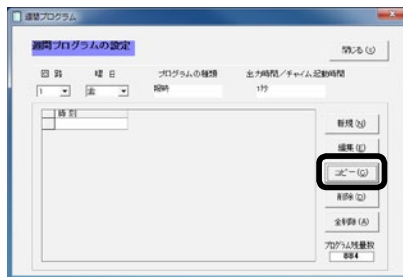 週間プログラム
週間プログラムの設定
閉じる(X)
回 路
曜 日
プログラムの種類
出力時間/チャイム起動時間
1
金
報時
1秒
時 刻
新規(N)
編集(E)
コピー(C)
削除(D)
全削除(A)
プログラム残量数
884